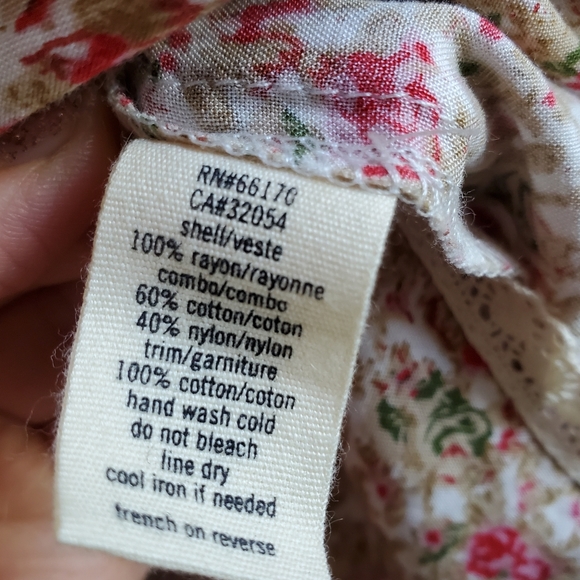 RN#66170
CA#32054
shell/veste
100% rayon/rayonne
combo/combo
60% cotton/coton
40% nylon/nylon
trim/garniture
100% cotton/coton
hand wash cold
do not bleach
line dry
cool iron if needed
french on reverse